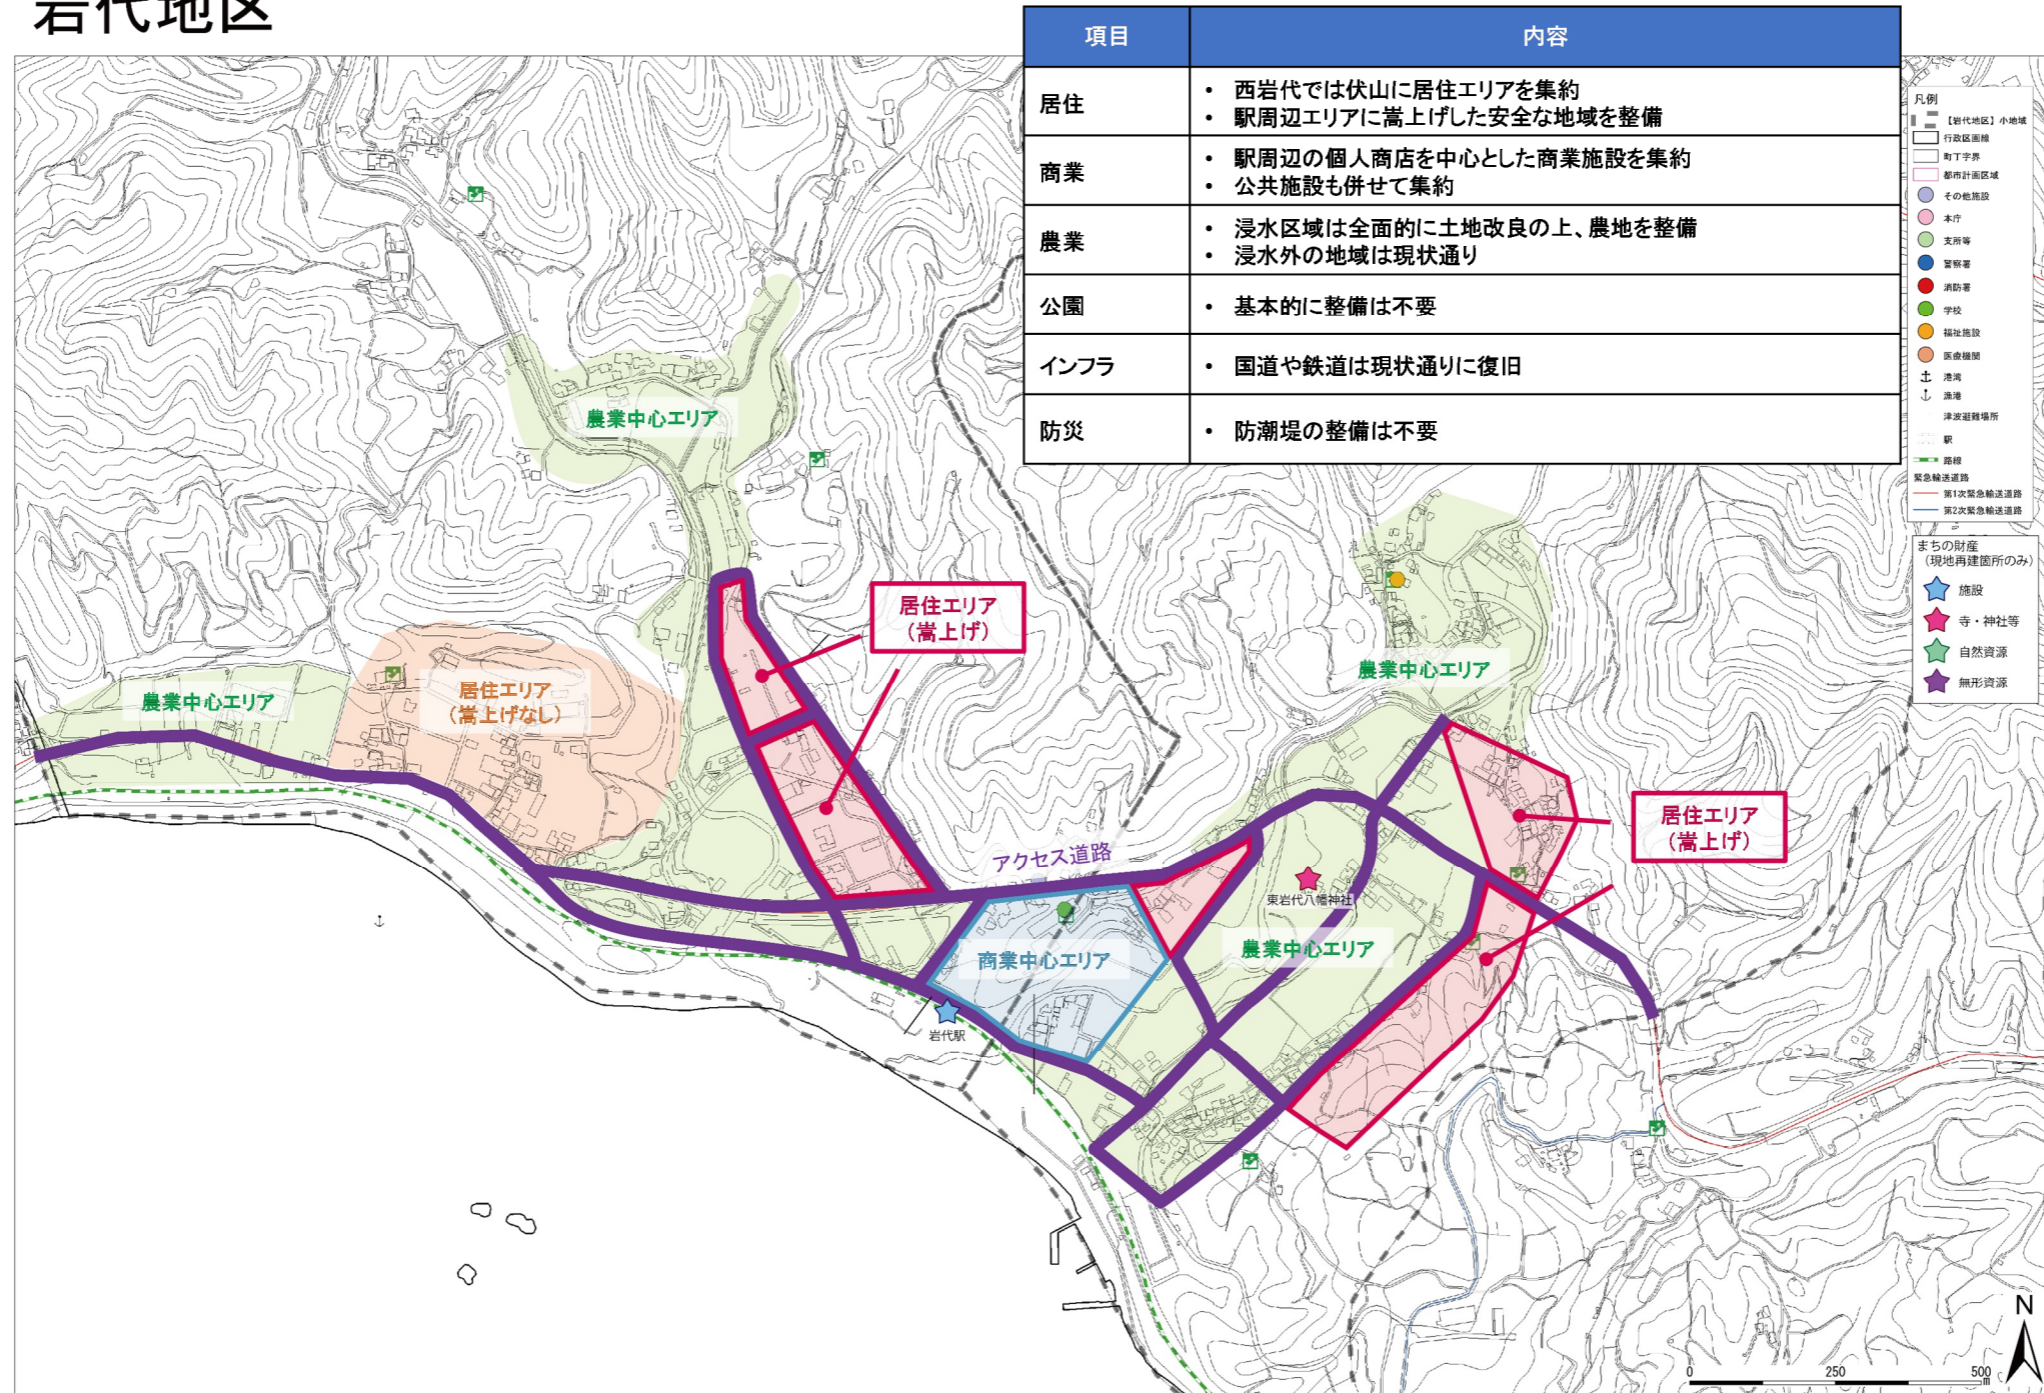 岩代地区
項目 内容
居住
• 西岩代では伏山に居住エリアを集約
• 駅周辺エリアに嵩上げした安全な地域を整備
商業
• 駅周辺の個人商店を中心とした商業施設を集約
• 公共施設も併せて集約
農業
• 浸水区域は全面的に土地改良の上、農地を整備
• 浸水外の地域は現状通り
公園
• 基本的に整備は不要
インフラ
• 国道や鉄道は現状通りに復旧
防災
• 防潮堤の整備は不要
凡例
【岩代地区】小地域
行政区画線
町丁字界
都市計画区域
その他施設
本庁
支所等
警察署
消防署
学校
福祉施設
医療機関
港湾
漁港
津波避難場所
駅
路線
緊急輸送道路
第1次緊急輸送道路
第2次緊急輸送道路
まちの財産
(現地再建箇所のみ)
施設
寺・神社等
自然資源
無形資源
農業中心エリア
居住エリア
(嵩上げ)
農業中心エリア
農業中心エリア
居住エリア
(嵩上げなし)
居住エリア
(嵩上げ)
アクセス道路
東岩代八幡神社
農業中心エリア
商業中心エリア
岩代駅
N
0 250 500
m